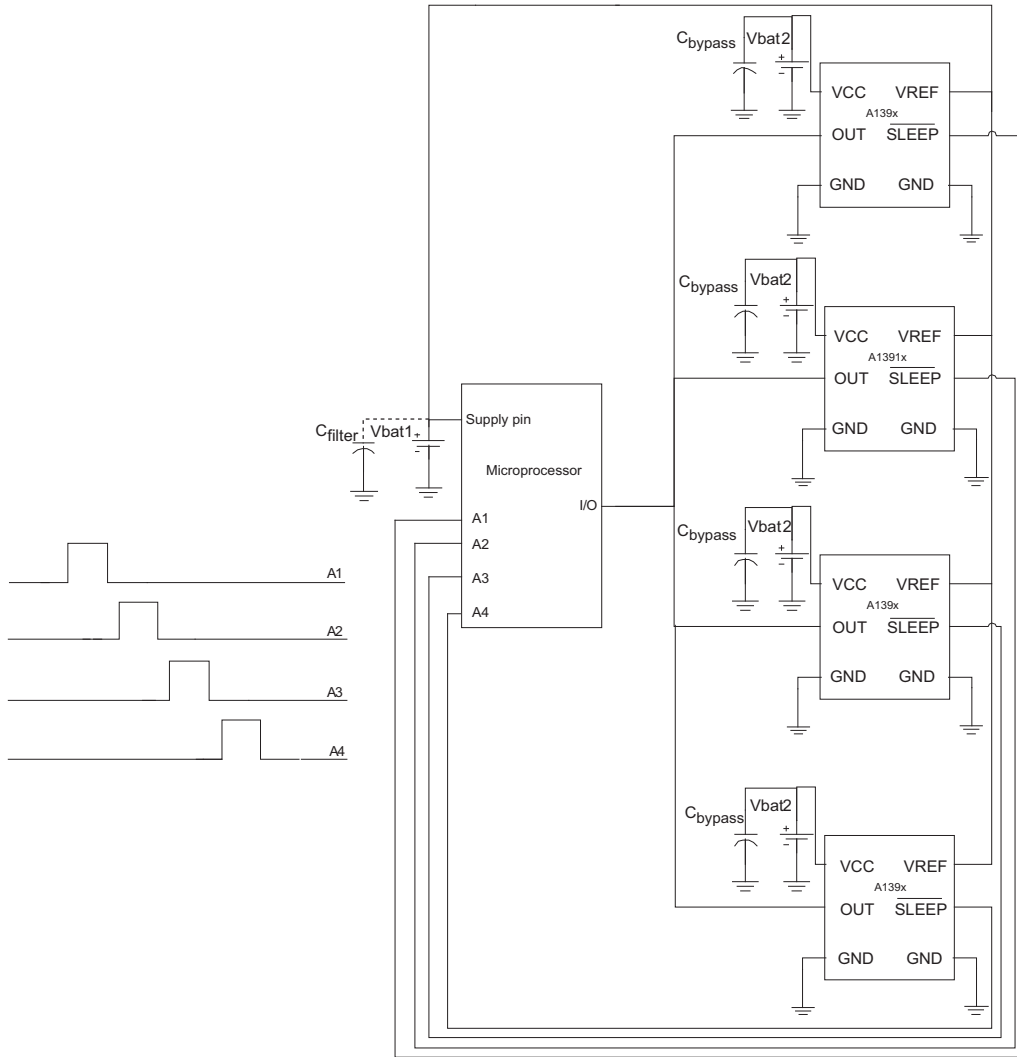 Cbypass Vbat2
+
-
VCC VREF
A139x
OUT SLEEP
GND GND
Cbypass Vbat2
+
-
VCC VREF
A1391x
OUT SLEEP
GND GND
Cfilter Vbat1 +
-
Supply pin
Microprocessor
I/O
A1
A2
A3
A4
Cbypass Vbat2
+
-
VCC VREF
A139x
OUT SLEEP
GND GND
A1
A2
A3
A4
Cbypass Vbat2
+
-
VCC VREF
A139x
OUT SLEEP
GND GND